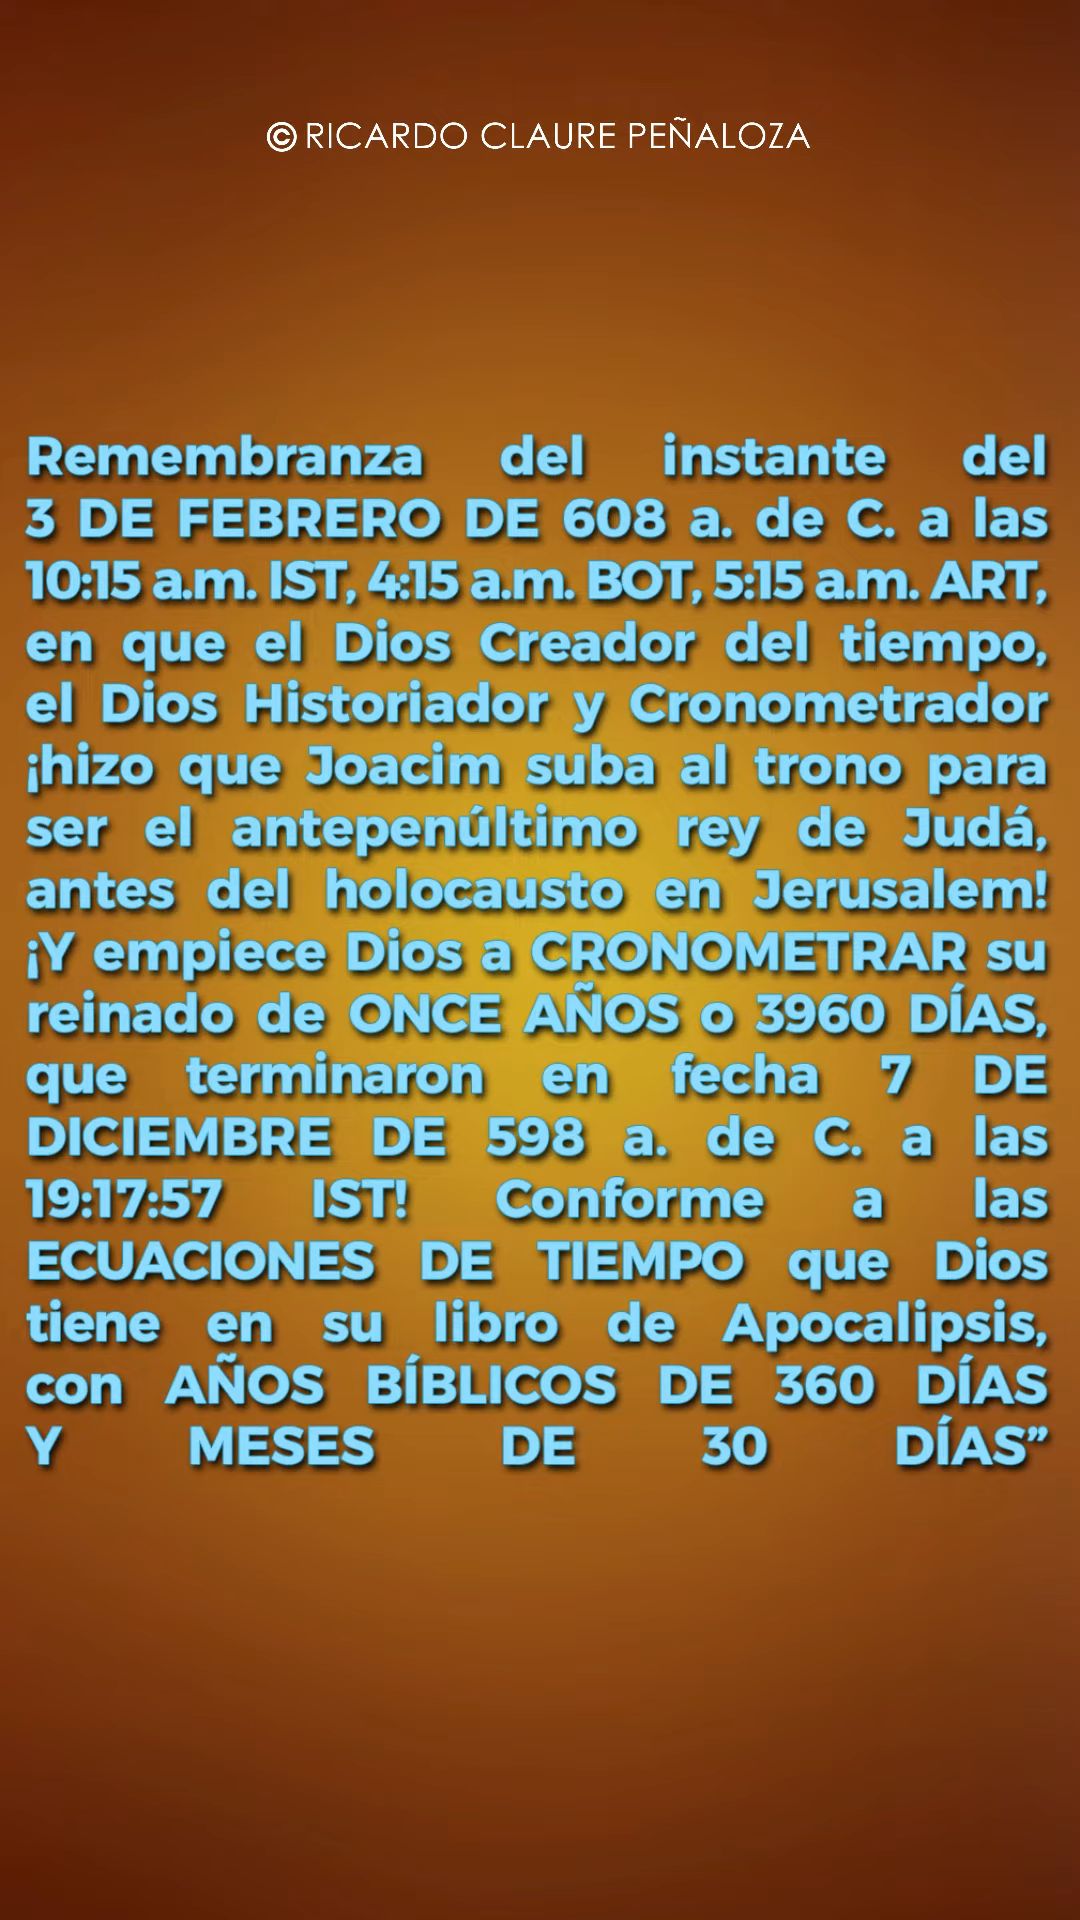 © RICARDO CLAURE PEÑALOZA
Remembranza del instante del
3 DE FEBRERO DE 608 a. de C. a las
10:15 a.m. IST, 4:15 a.m. BOT, 5:15 a.m. ART,
en que el Dios Creador del tiempo,
el Dios Historiador y Cronometrador
¡hizo que Joacim suba al trono para
ser el antepenúltimo rey de Judá,
antes del holocausto en Jerusalem!
¡Y empiece Dios a CRONOMETRAR su
reinado de ONCE AÑOS o 3960 DÍAS,
que terminaron en fecha 7 DE
DICIEMBRE DE 598 a. de C. a las
19:17:57 IST! Conforme a las
ECUACIONES DE TIEMPO que Dios
tiene en su libro de Apocalipsis,
con AÑOS BÍBLICOS DE 360 DÍAS
Y MESES DE 30 DÍAS”